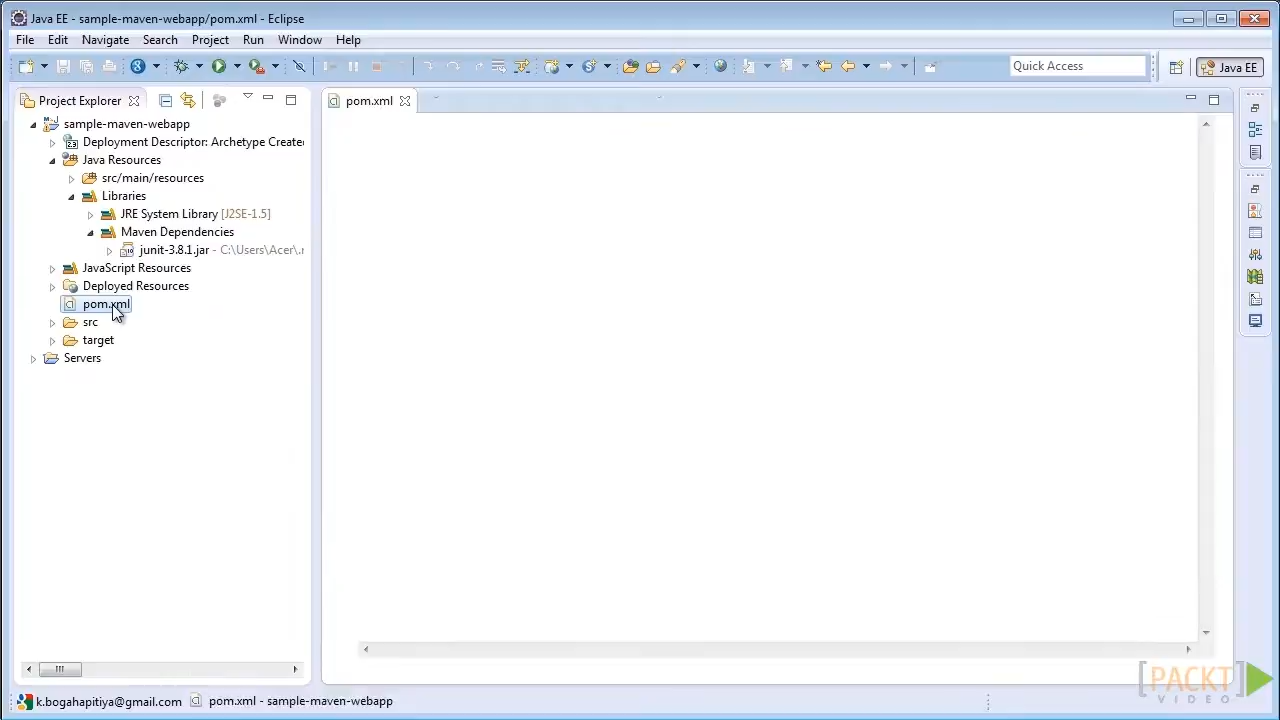 Java EE - sample-maven-webapp/pom.xml - Eclipse
File Edit Navigate Search Project Run Window Help
Quick Access
Java EE
Project Explorer
pom.xml
sample-maven-webapp
Deployment Descriptor: Archetype Create
Java Resources
src/main/resources
Libraries
JRE System Library [J2SE-1.5]
Maven Dependencies
junit-3.8.1.jar - C:\Users\Acer\.r
JavaScript Resources
Deployed Resources
pom.xml
src
target
Servers
k.bogahapitiya@gmail.com
pom.xml - sample-maven-webapp
[PACKT]
VIDEO